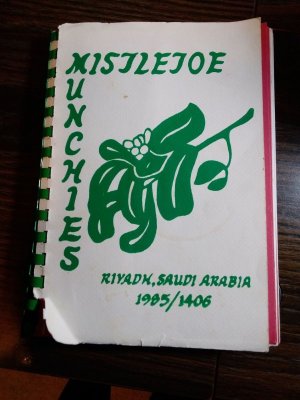 MISTLETOE
MUNCHIES
RIYADH, SAUDI ARABIA
1985/1406